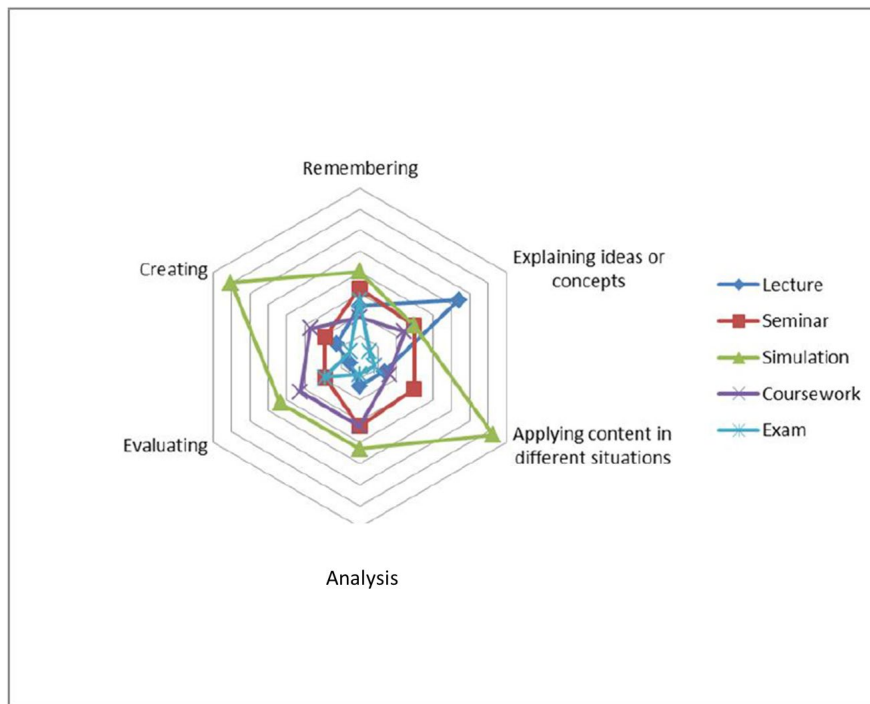 Remembering
Explaining ideas or
concepts
Applying content in
different situations
Analysis
Evaluating
Creating
Lecture
Seminar
Simulation
Coursework
Exam